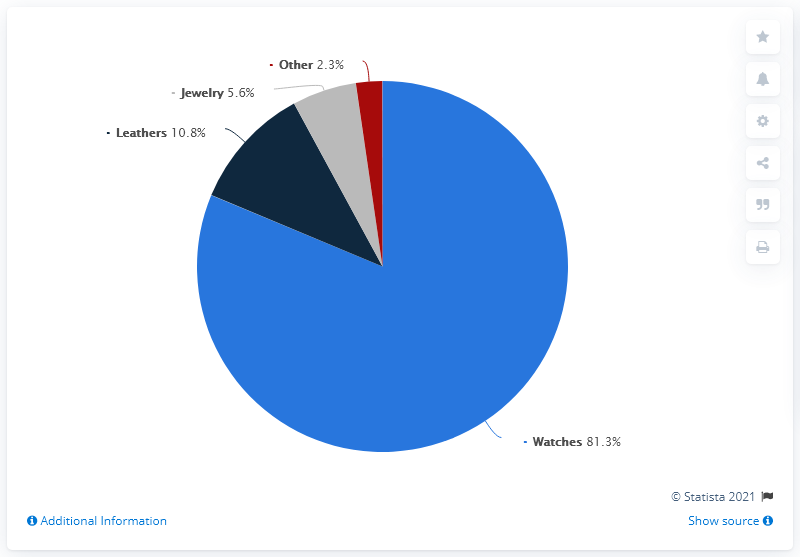 Other 2.3%
Jewelry 5.6%
Leathers 10.8%
Watches 81.3%
© Statista 2021
Additional Information
Show source